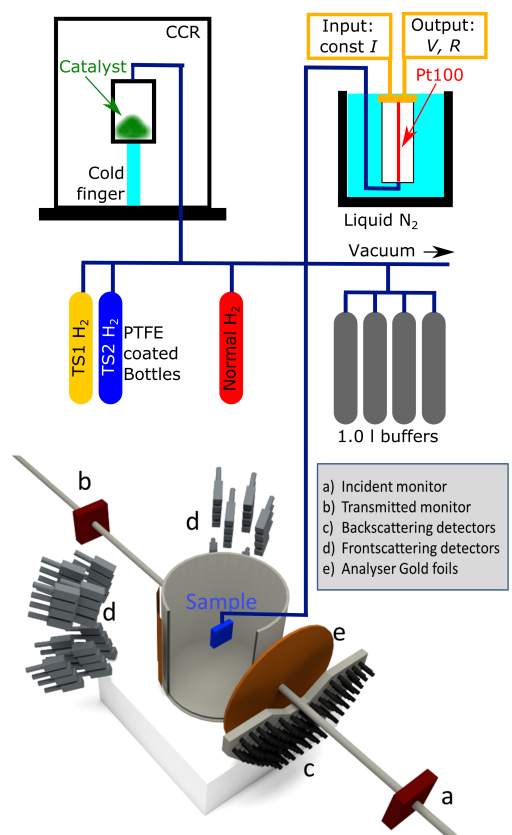 CCR
Catalyst
Cold
finger
Input:
const I
Output:
V, R
Pt100
Liquid N₂
Vacuum
TS1 H₂
TS2 H₂
PTFE
coated
Bottles
Normal H₂
1.0 l buffers
a) Incident monitor
b) Transmitted monitor
c) Backscattering detectors
d) Frontscattering detectors
e) Analyser Gold foils
b
d
d
Sample
e
c
a